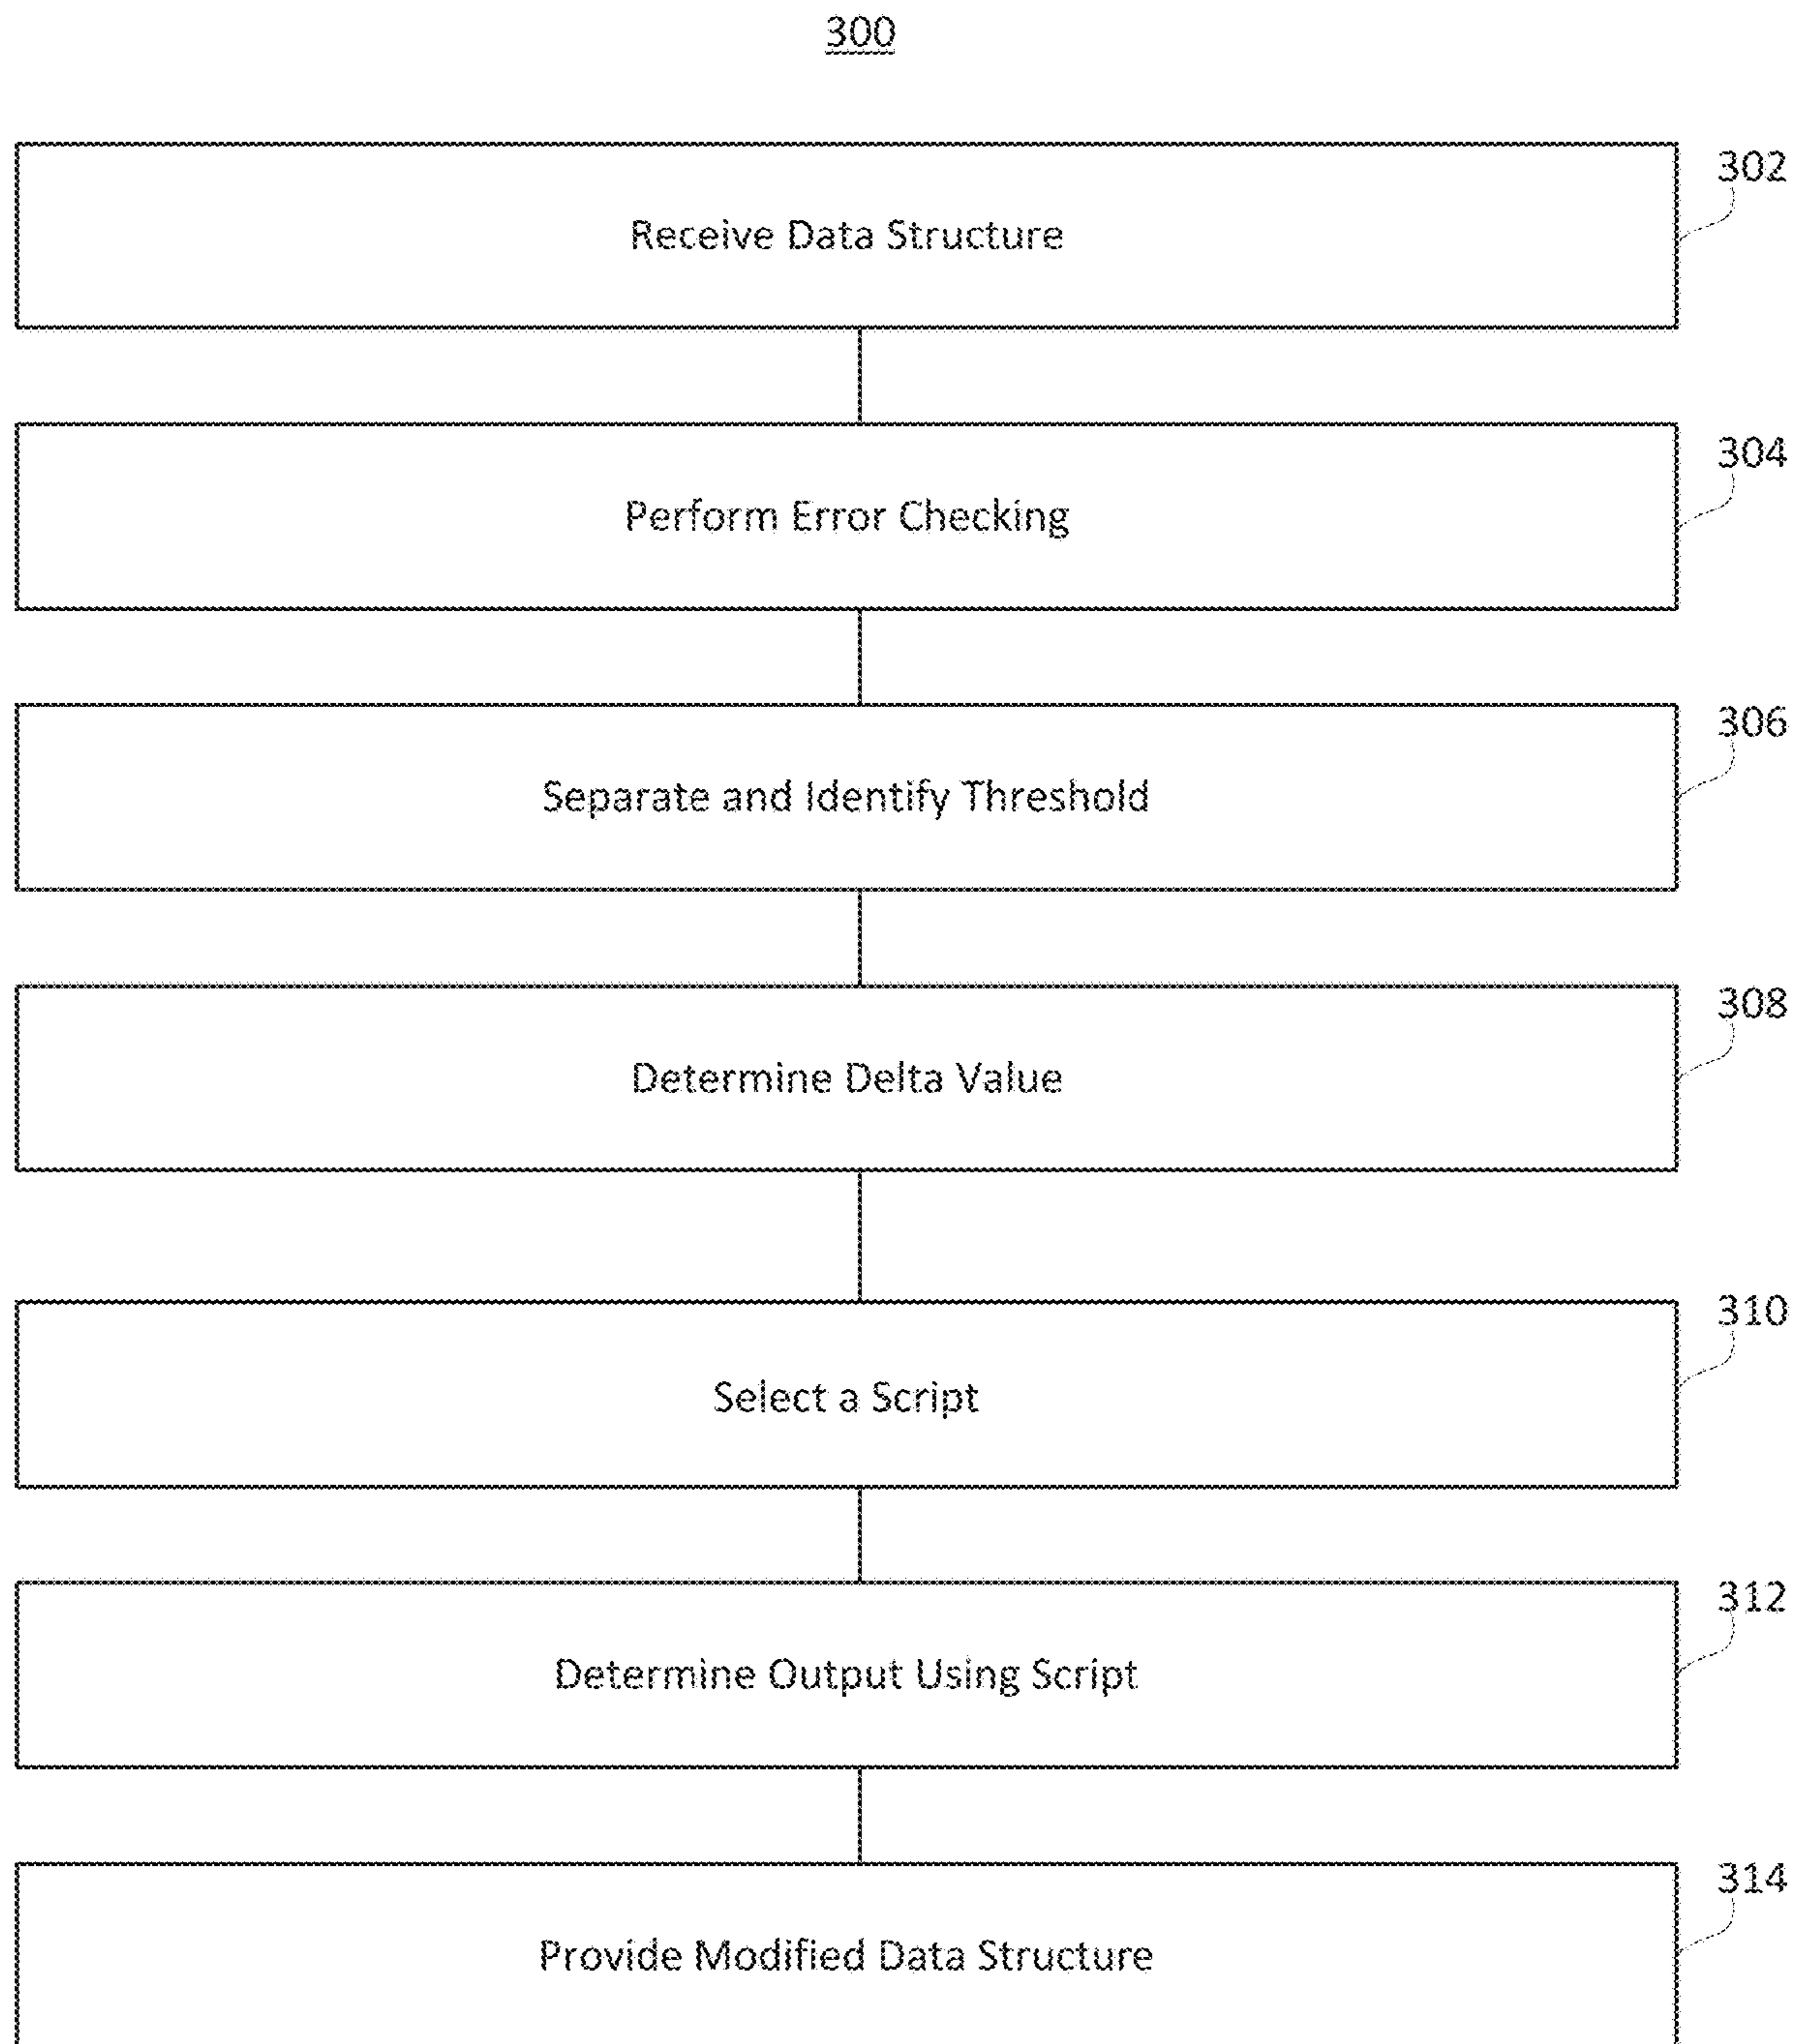 300
302
Receive Data Structure
304
Perform Error Checking
306
Separate and Identify Threshold
308
Determine Delta Value
310
Select a Script
312
Determine Output Using Script
314
Provide Modified Data Structure